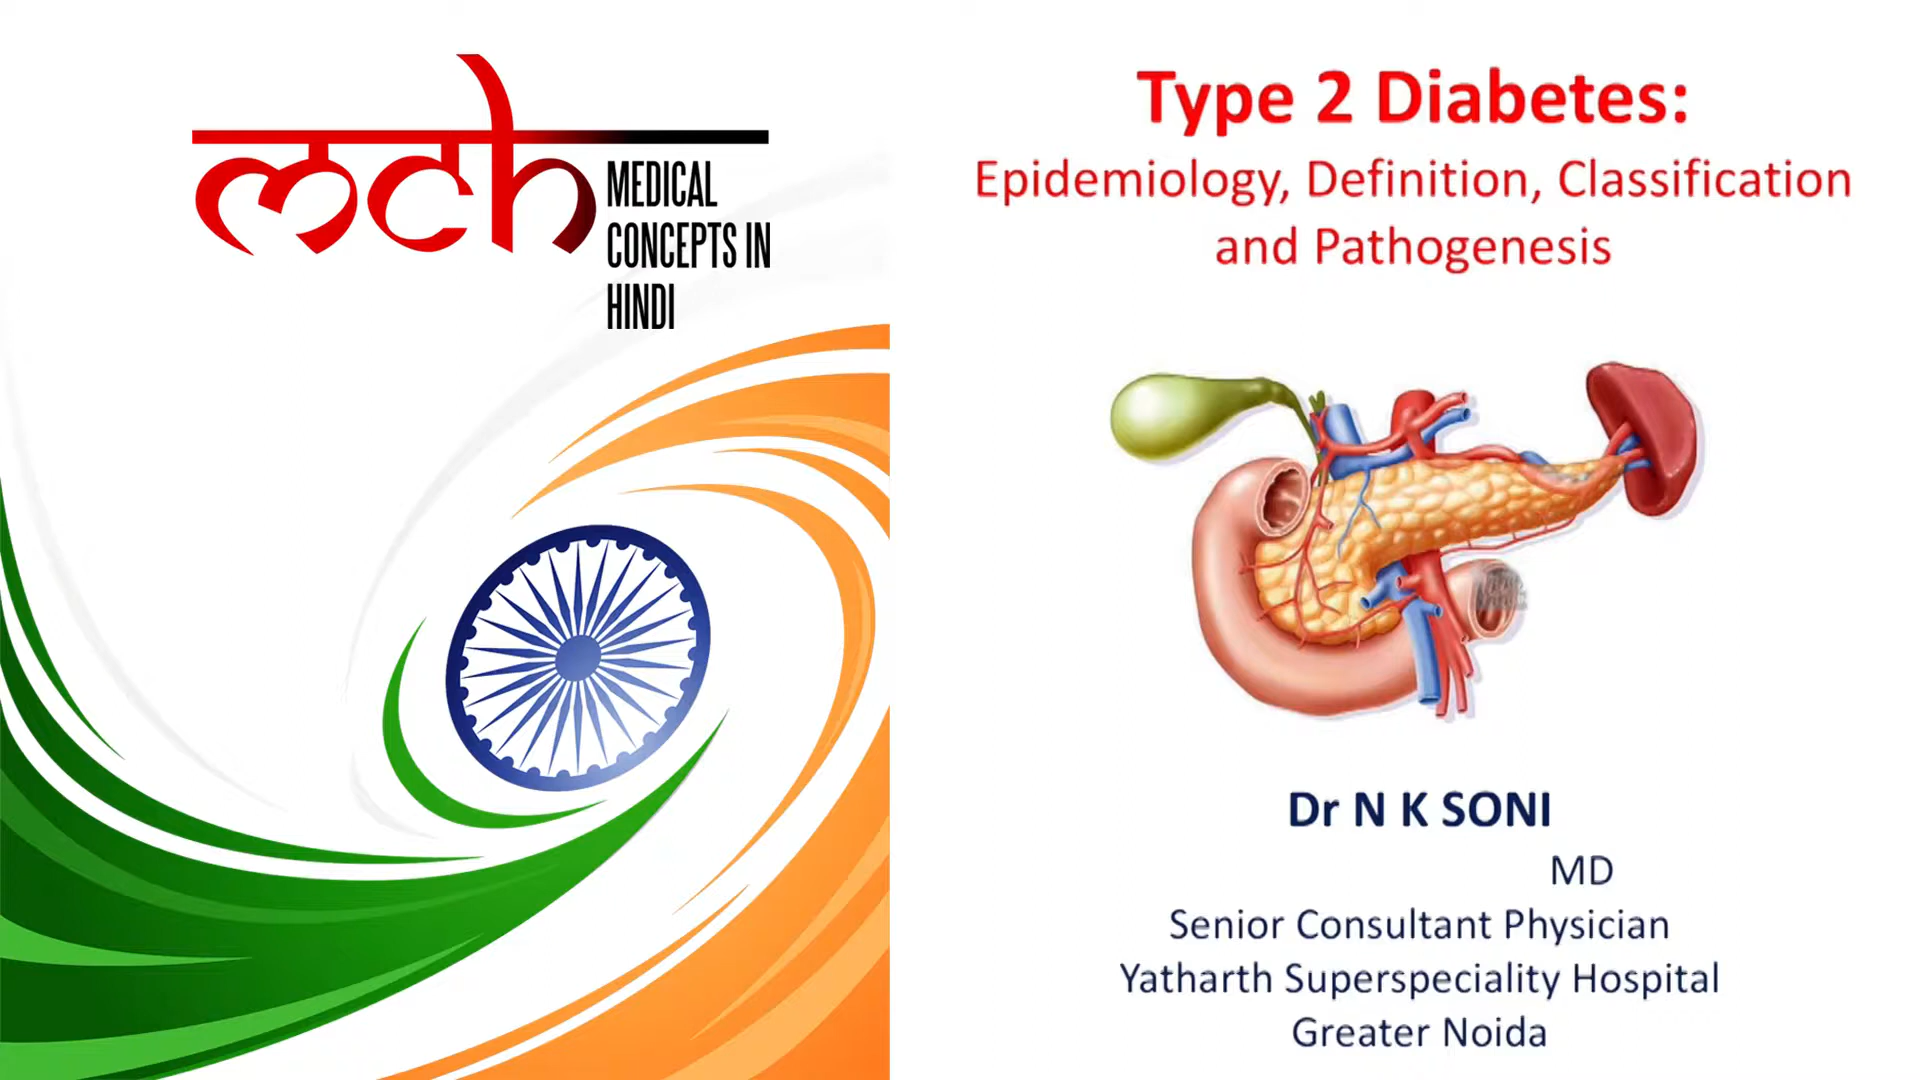 mch
MEDICAL
CONCEPTS IN
HINDI
Type 2 Diabetes:
Epidemiology, Definition, Classification
and Pathogenesis
Dr N K SONI
MD
Senior Consultant Physician
Yatharth Superspeciality Hospital
Greater Noida